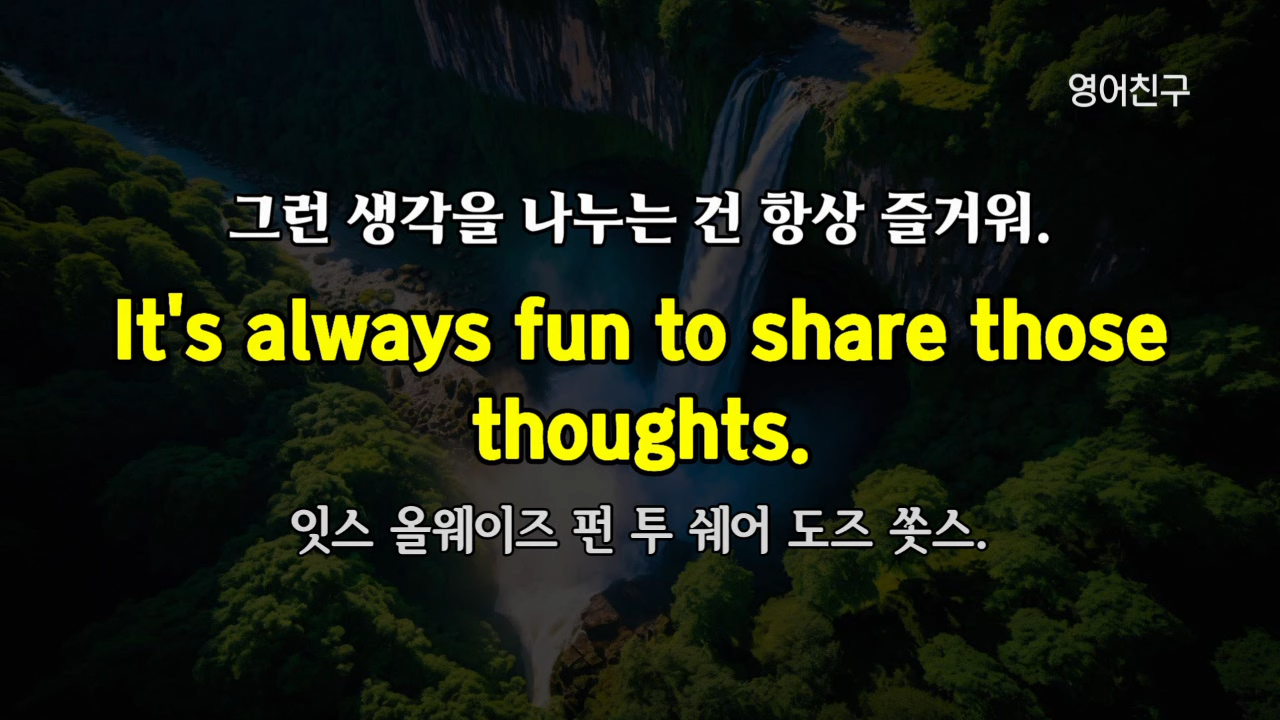 영어친구
그런 생각을 나누는 건 항상 즐거워.
It's always fun to share those
thoughts.
잇스 올웨이즈 펀 투 쉐어 도즈 쏫스.